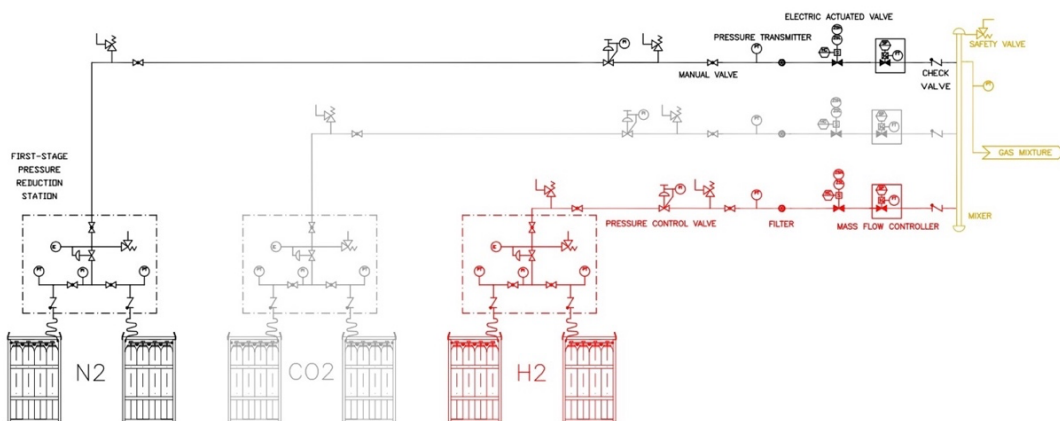 ELECTRIC ACTUATED VALVE
PRESSURE TRANSMITTER
SAFETY VALVE
MANUAL VALVE
CHECK
VALVE
GAS MIXTURE
FIRST-STAGE
PRESSURE
REDUCTION
STATION
PRESSURE CONTROL VALVE
FILTER
MASS FLOW CONTROLLER
MIXER
N2
CO2
H2